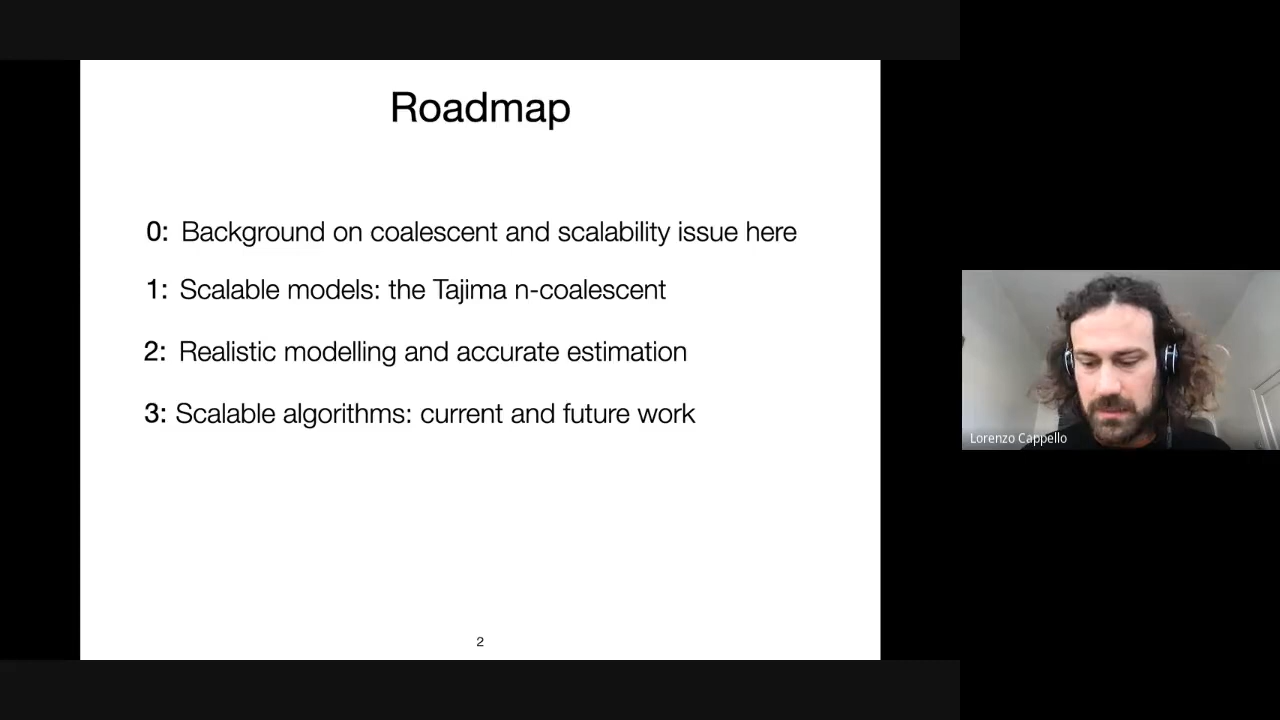 Roadmap
0: Background on coalescent and scalability issue here
1: Scalable models: the Tajima n-coalescent
2: Realistic modelling and accurate estimation
3: Scalable algorithms: current and future work
2
Lorenzo Cappello